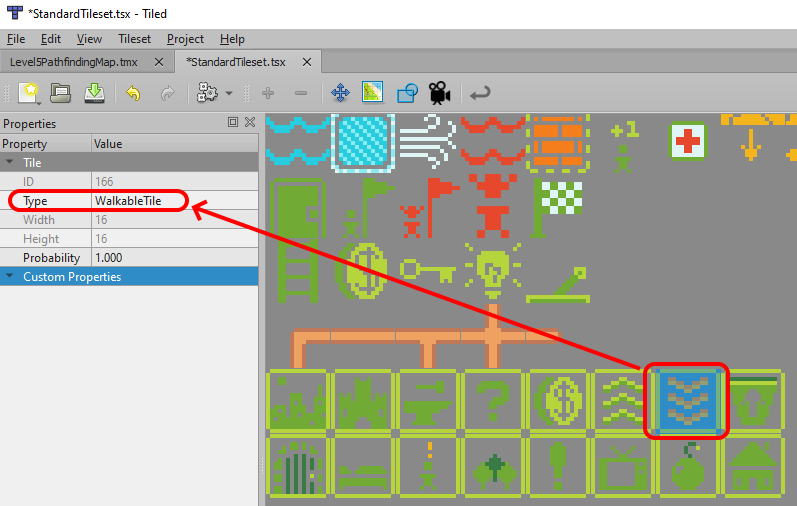 *StandardTileset.tsx - Tiled
File Edit View Tileset Project Help
Level5PathfindingMap.tmx *StandardTileset.tsx
Properties
Property Value
Tile
ID 166
Type WalkableTile
Width 16
Height 16
Probability 1.000
Custom Properties
+1
$
?
$
!
!